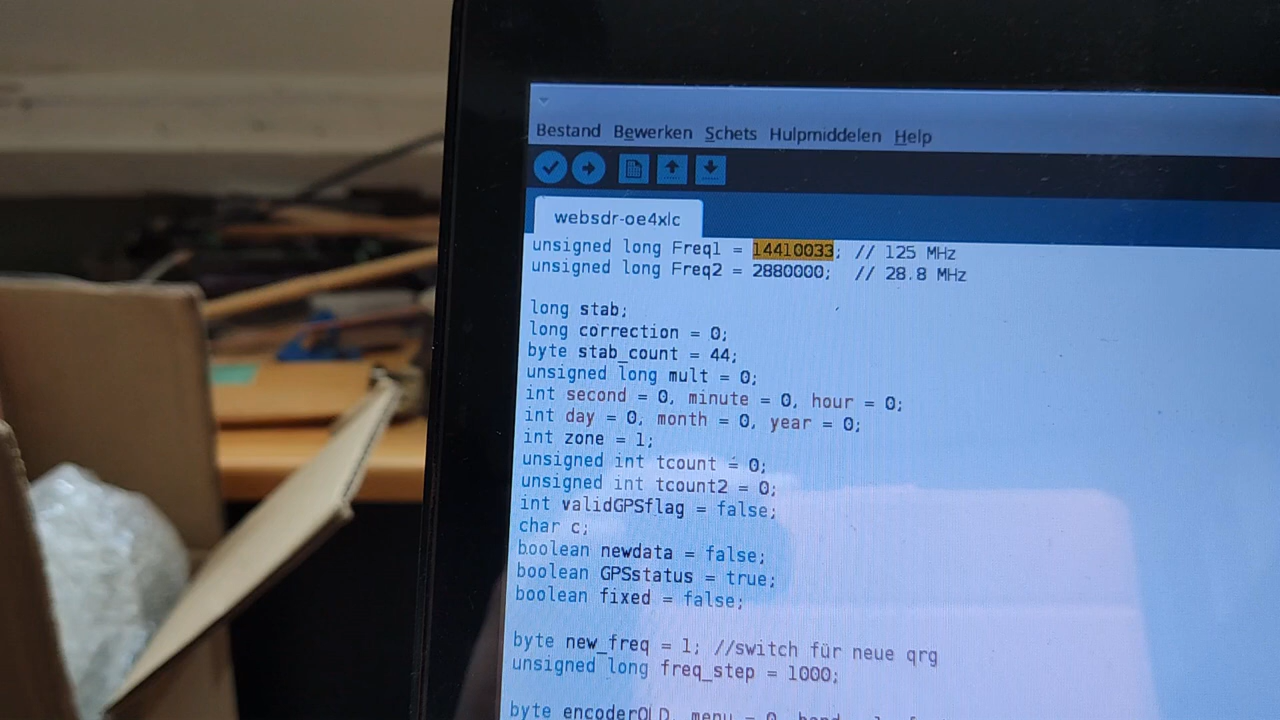 Bestand Bewerken Schets Hulpmiddelen Help
websdr-oe4xlc
unsigned long Freq1 = 14410033; // 125 MHz
unsigned long Freq2 = 2880000; // 28.8 MHz
long stab;
long correction = 0;
byte stab_count = 44;
unsigned long mult = 0;
int second = 0, minute = 0, hour = 0;
int day = 0, month = 0, year = 0;
int zone = 1;
unsigned int tcount = 0;
unsigned int tcount2 = 0;
int validGPSflag = false;
char c;
boolean newdata = false;
boolean GPSstatus = true;
boolean fixed = false;
byte new_freq = 1; //switch für neue qrg
unsigned long freq_step = 1000;
byte encoderOLD, menu = 0,